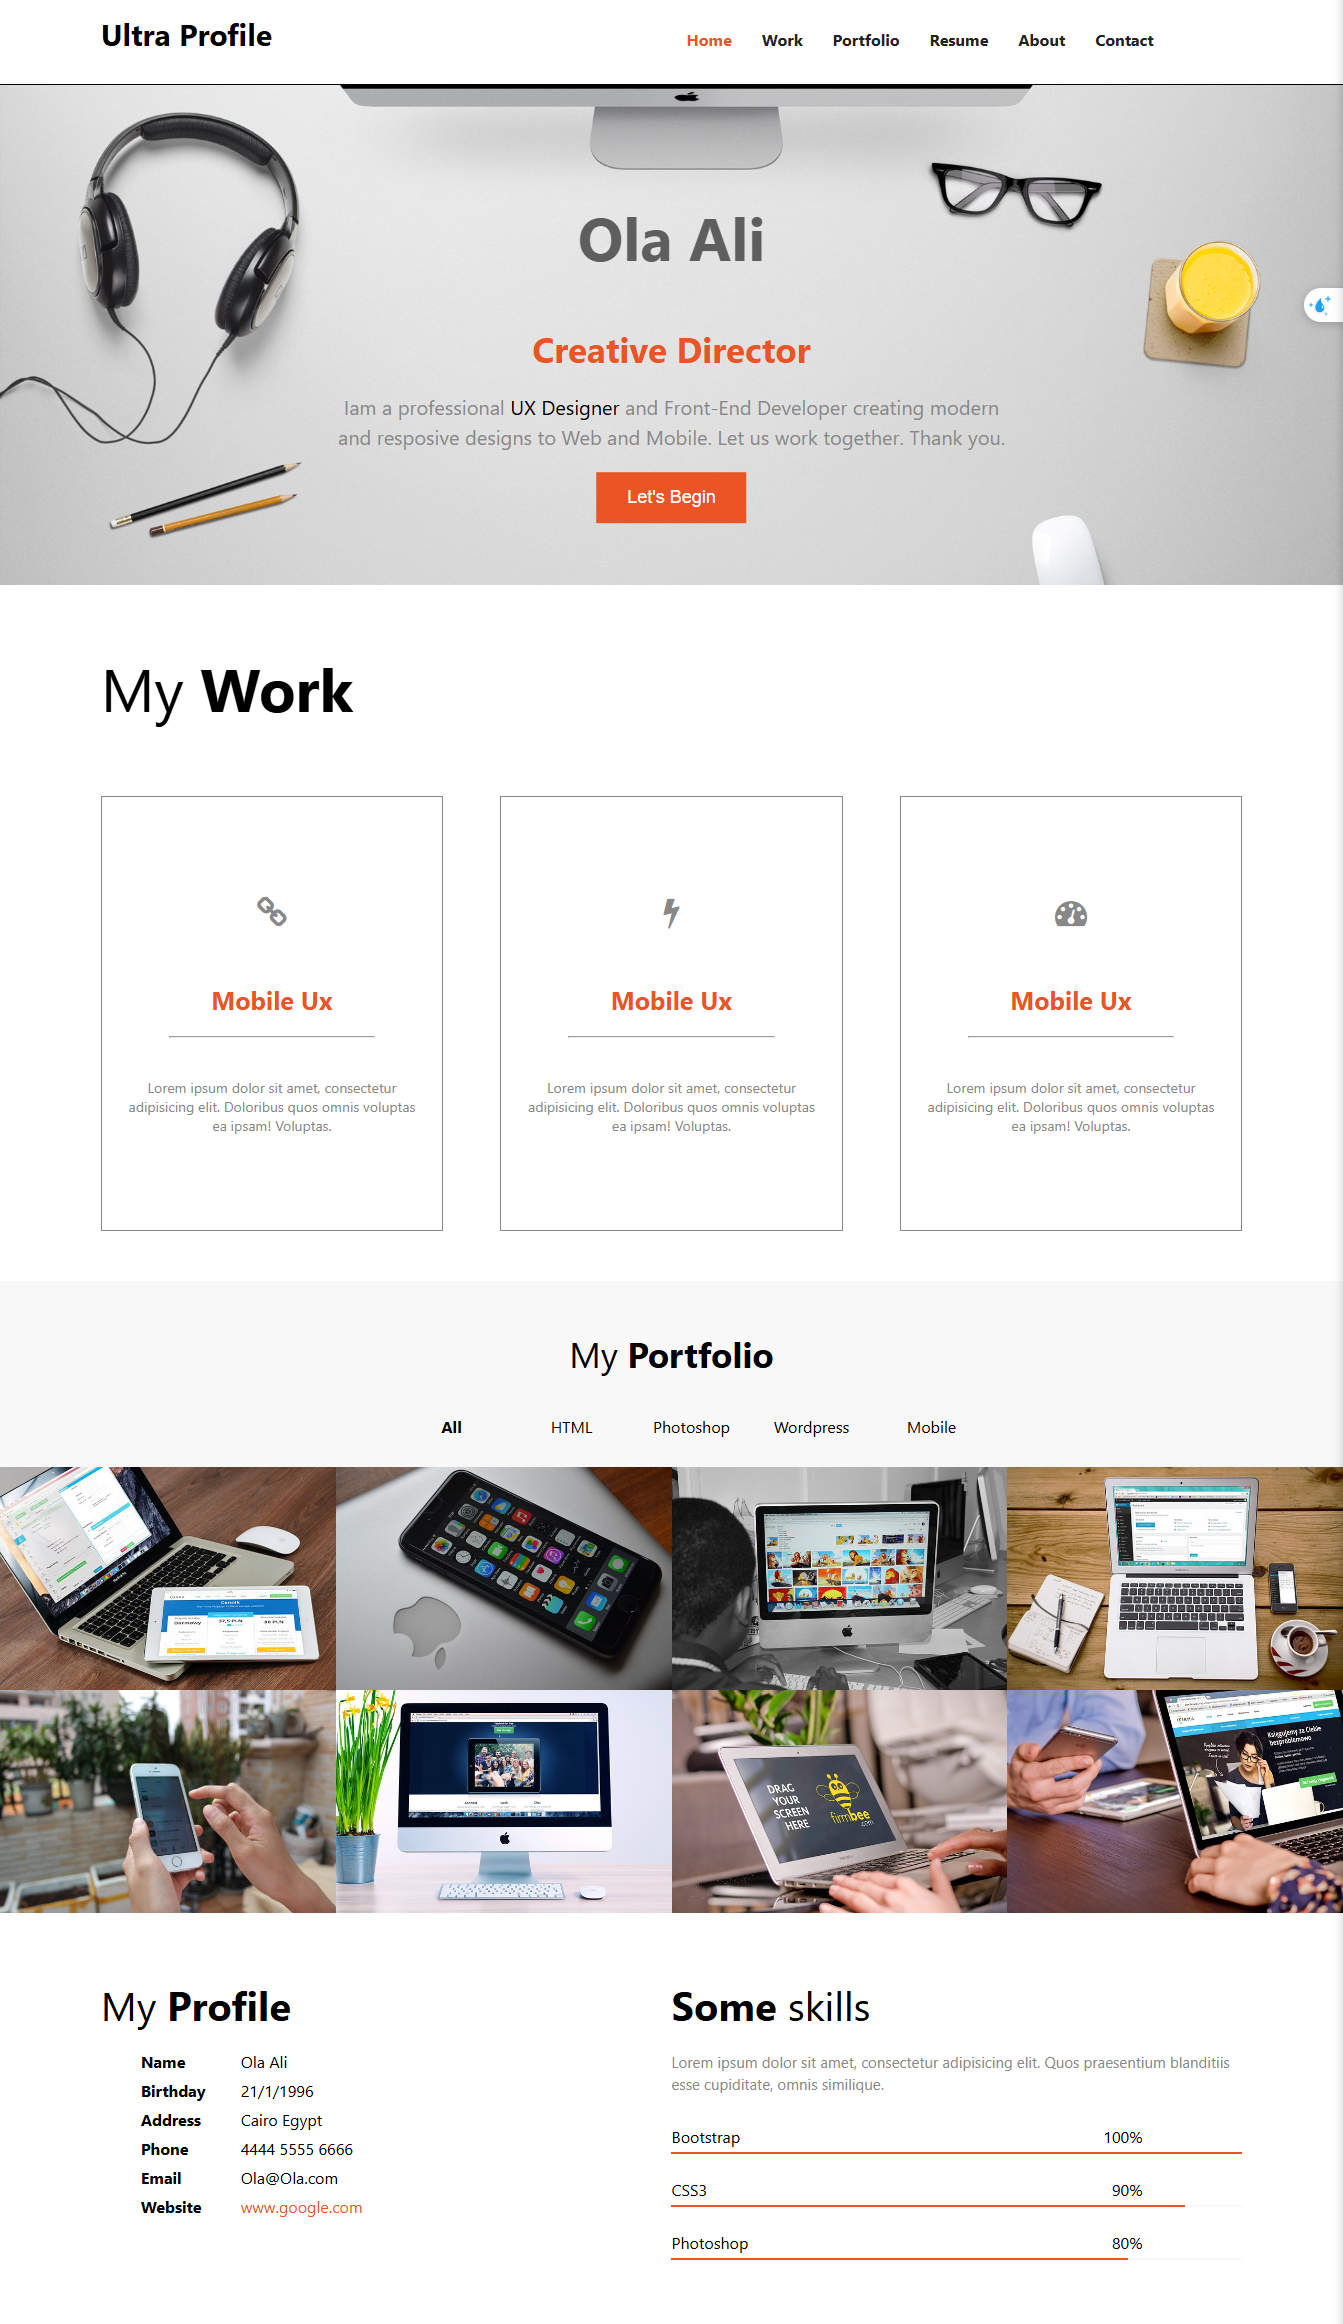 Ultra Profile
Home Work Portfolio Resume About Contact
Ola Ali
Creative Director
Iam a professional UX Designer and Front-End Developer creating modern
and resposive designs to Web and Mobile. Let us work together. Thank you.
Let's Begin
My Work
Mobile Ux
Lorem ipsum dolor sit amet, consectetur
adipisicing elit. Doloribus quos omnis voluptas
ea ipsam! Voluptas.
Mobile Ux
Lorem ipsum dolor sit amet, consectetur
adipisicing elit. Doloribus quos omnis voluptas
ea ipsam! Voluptas.
Mobile Ux
Lorem ipsum dolor sit amet, consectetur
adipisicing elit. Doloribus quos omnis voluptas
ea ipsam! Voluptas.
My Portfolio
All HTML Photoshop Wordpress Mobile
Cennik
Darmowy
DRAG
YOUR
SCREEN
HERE
firmbee
.com
Księgujemy za Ciebie
bezproblemowo
My Profile
Name Ola Ali
Birthday 21/1/1996
Address Cairo Egypt
Phone 4444 5555 6666
Email Ola@Ola.com
Website www.google.com
Some skills
Lorem ipsum dolor sit amet, consectetur adipisicing elit. Quos praesentium blanditiis
esse cupiditate, omnis similique.
Bootstrap 100%
CSS3 90%
Photoshop 80%